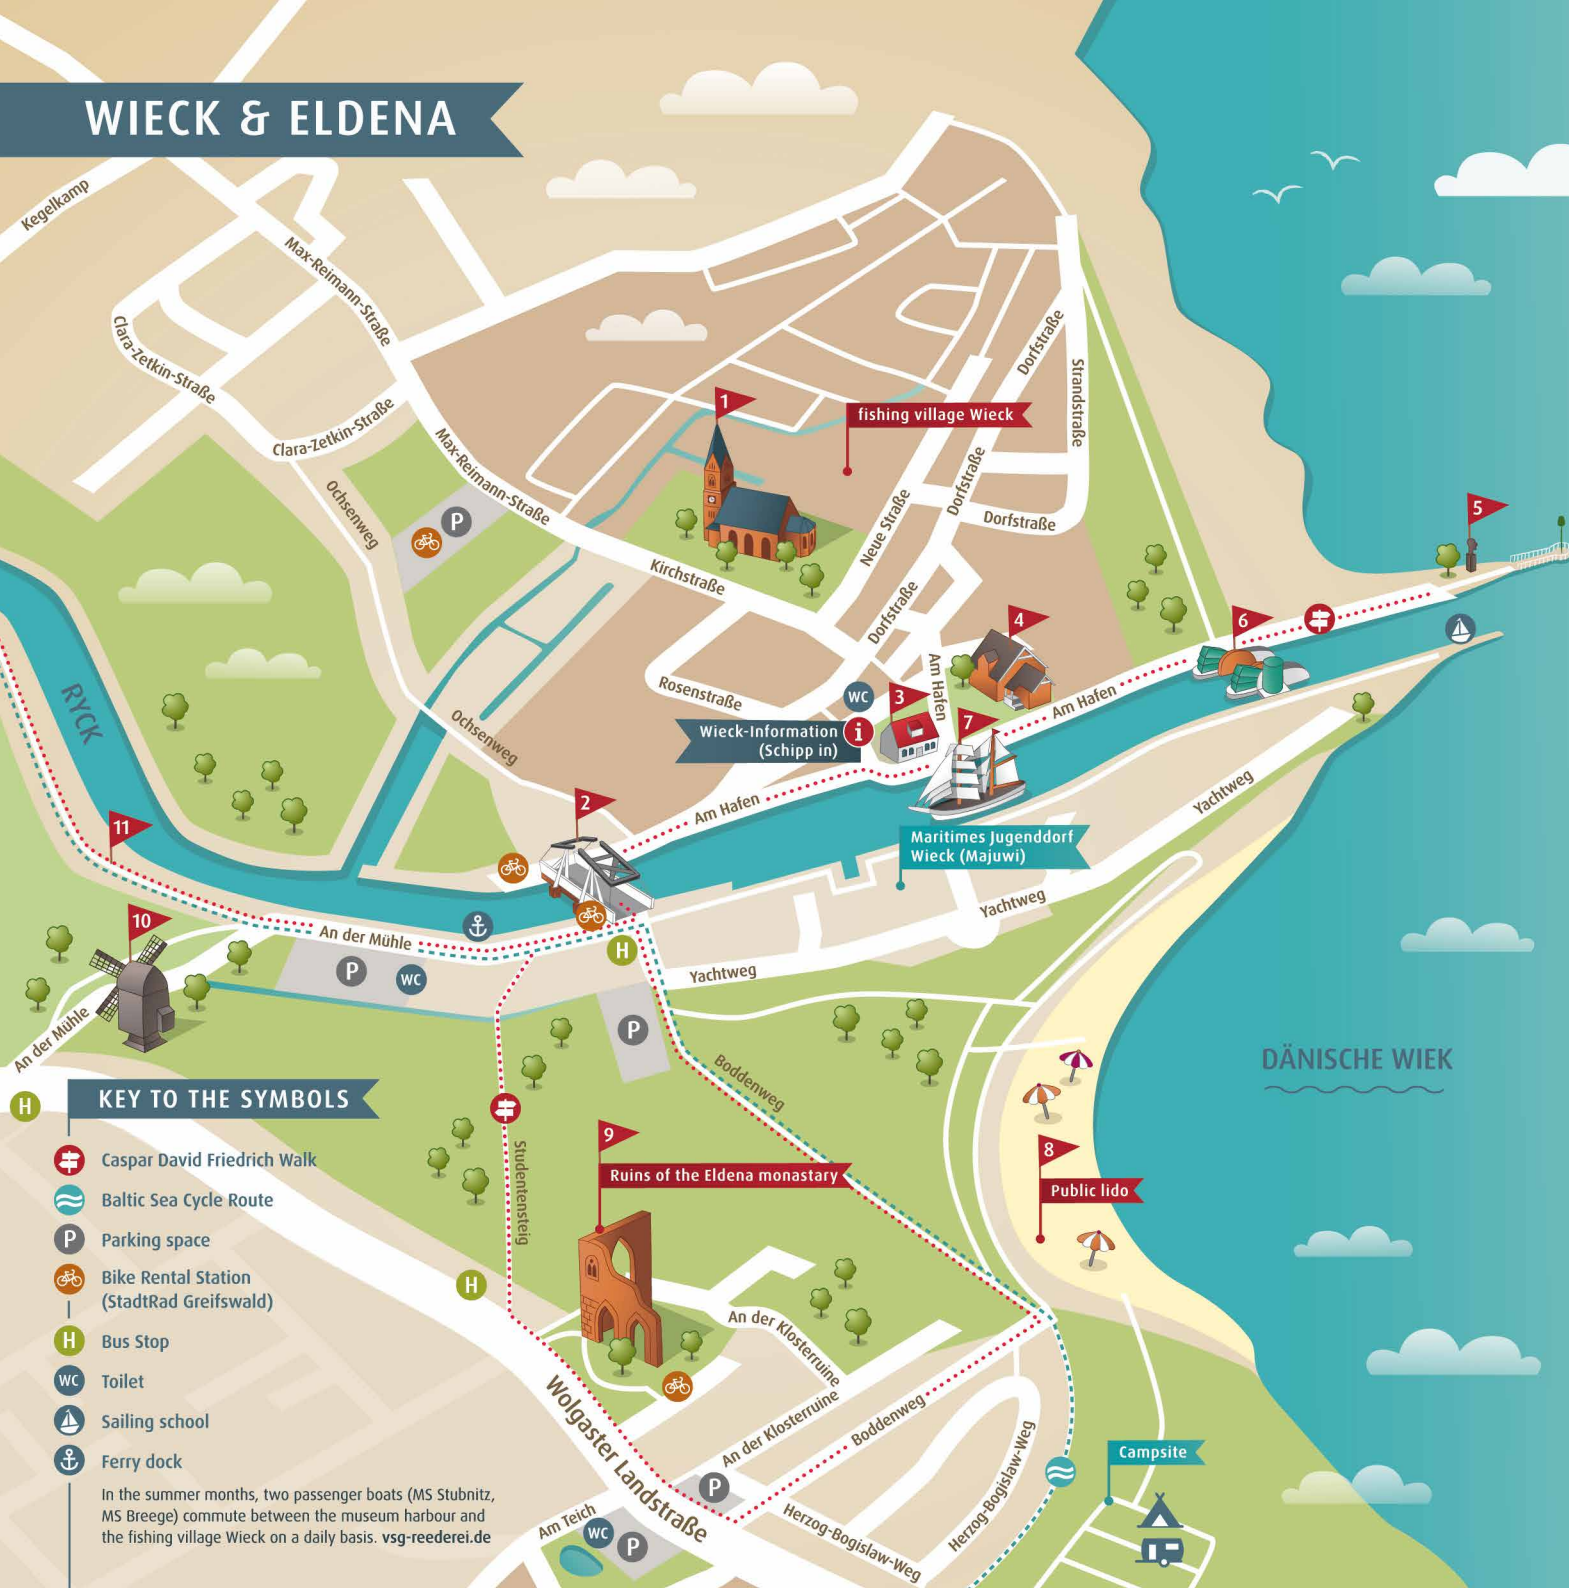 WIECK & ELDENA
Kegelkamp
Max-Reimann-Straße
Clara-Zetkin-Straße
Clara-Zetkin-Straße
Max-Reimann-Straße
Ochsenweg
P
1
fishing village Wieck
Dorfstraße
Strandstraße
Dorfstraße
Neue Straße
Dorfstraße
Kirchstraße
Dorfstraße
5
4
6
RYCK
Rosenstraße
WC
3
Am Hafen
Am Hafen
7
Wieck-Information
(Schipp in)
i
Ochsenweg
2
Am Hafen
Yachtweg
Maritimes Jugenddorf
Wieck (Majuwi)
11
10
An der Mühle
Yachtweg
H
P
WC
Yachtweg
An der Mühle
P
Boddenweg
DÄNISCHE WIEK
H
KEY TO THE SYMBOLS
Caspar David Friedrich Walk
Baltic Sea Cycle Route
P Parking space
Bike Rental Station
(StadtRad Greifswald)
H Bus Stop
WC Toilet
Sailing school
Ferry dock
In the summer months, two passenger boats (MS Stubnitz,
MS Breege) commute between the museum harbour and
the fishing village Wieck on a daily basis. vsg-reederei.de
Studentensteig
9
Ruins of the Eldena monastary
8
Public lido
H
An der Klosterruine
An der Klosterruine
Boddenweg
Wolgaster Landstraße
P
Herzog-Bogislaw-Weg
Herzog-Bogislaw-Weg
Am Teich
WC
P
Campsite